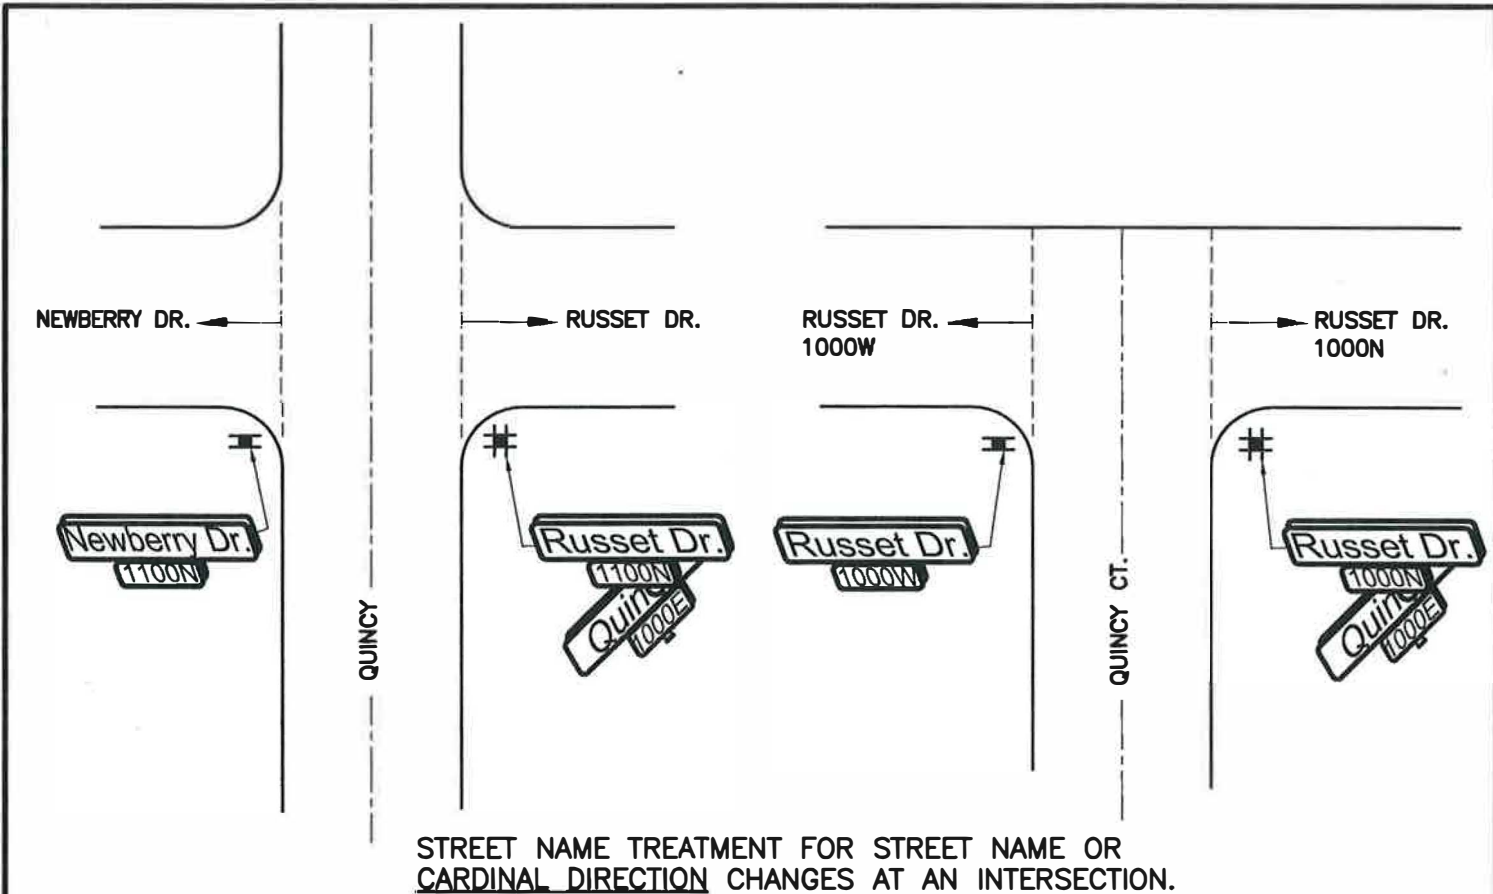 NEWBERRY DR.
RUSSET DR.
RUSSET DR.
1000W
RUSSET DR.
1000N
Newberry Dr.
1100N
QUINCY
Russet Dr.
1100N
1000E
Russet Dr.
1000W
QUINCY CT.
Russet Dr.
1000N
1000E
STREET NAME TREATMENT FOR STREET NAME OR
CARDINAL DIRECTION CHANGES AT AN INTERSECTION.